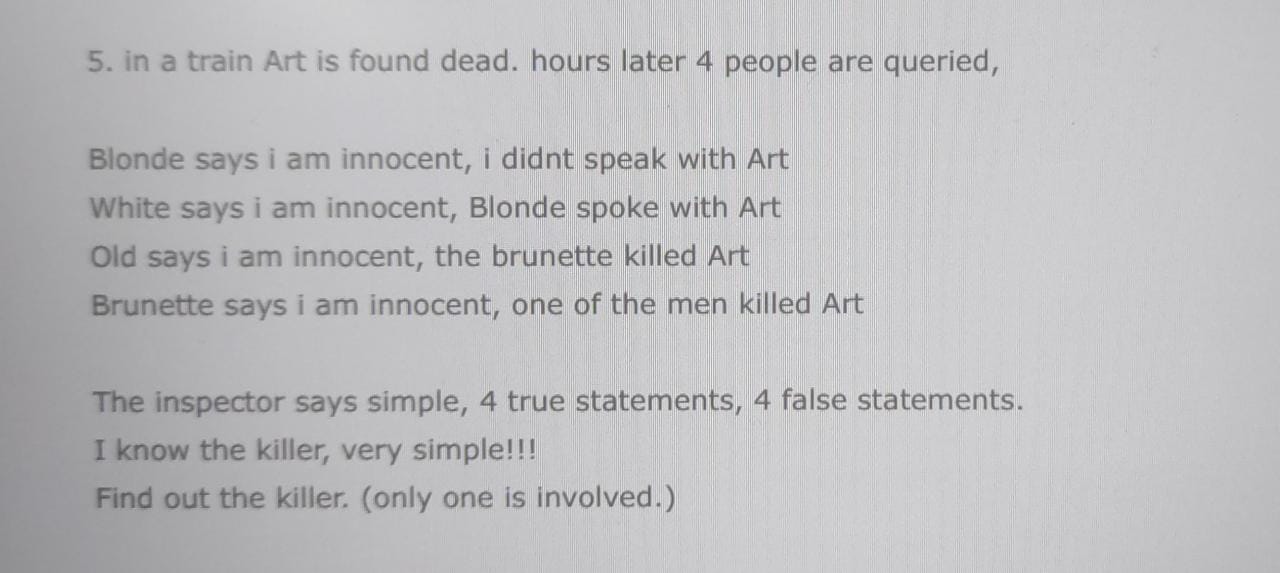 5. in a train Art is found dead. hours later 4 people are queried,
Blonde says i am innocent, i didnt speak with Art
White says i am innocent, Blonde spoke with Art
Old says i am innocent, the brunette killed Art
Brunette says i am innocent, one of the men killed Art
The inspector says simple, 4 true statements, 4 false statements.
I know the killer, very simple!!!
Find out the killer. (only one is involved.)